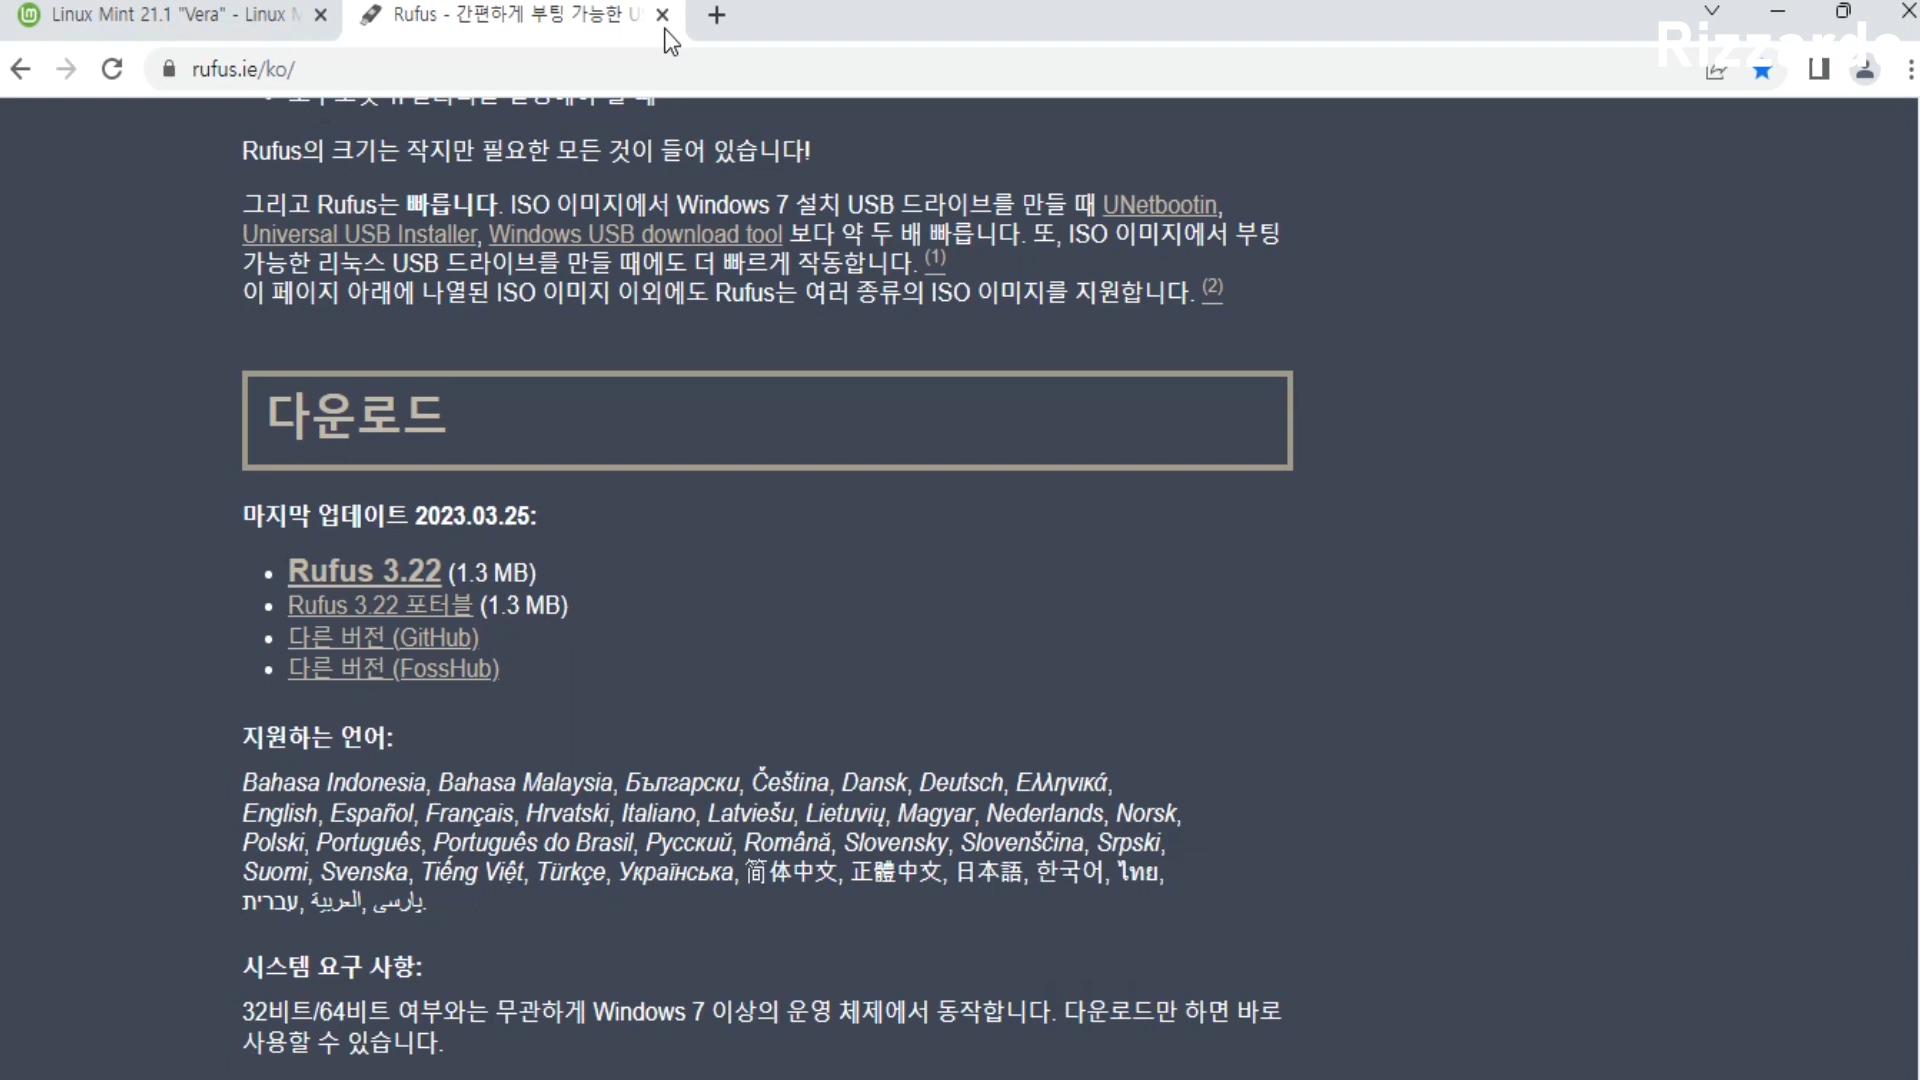 Linux Mint 21.1 "Vera" - Linux M
Rufus - 간편하게 부팅 가능한 U
rufus.ie/ko/
Rizzardo
Rufus의 크기는 작지만 필요한 모든 것이 들어 있습니다!
그리고 Rufus는 빠릅니다. ISO 이미지에서 Windows 7 설치 USB 드라이브를 만들 때 UNetbootin,
Universal USB Installer, Windows USB download tool 보다 약 두 배 빠릅니다. 또, ISO 이미지에서 부팅
가능한 리눅스 USB 드라이브를 만들 때에도 더 빠르게 작동합니다. (1)
이 페이지 아래에 나열된 ISO 이미지 이외에도 Rufus는 여러 종류의 ISO 이미지를 지원합니다. (2)
다운로드
마지막 업데이트 2023.03.25:
• Rufus 3.22 (1.3 MB)
• Rufus 3.22 포터블 (1.3 MB)
• 다른 버전 (GitHub)
• 다른 버전 (FossHub)
지원하는 언어:
Bahasa Indonesia, Bahasa Malaysia, Български, Čeština, Dansk, Deutsch, Ελληνικά,
English, Español, Français, Hrvatski, Italiano, Latviešu, Lietuvių, Magyar, Nederlands, Norsk,
Polski, Português, Português do Brasil, Русский, Română, Slovensky, Slovenščina, Srpski,
Suomi, Svenska, Tiếng Việt, Türkçe, Українська, 简体中文, 正體中文, 日本語, 한국어, ไทย,
עברית, العربية, پارسی.
시스템 요구 사항:
32비트/64비트 여부와는 무관하게 Windows 7 이상의 운영 체제에서 동작합니다. 다운로드만 하면 바로
사용할 수 있습니다.